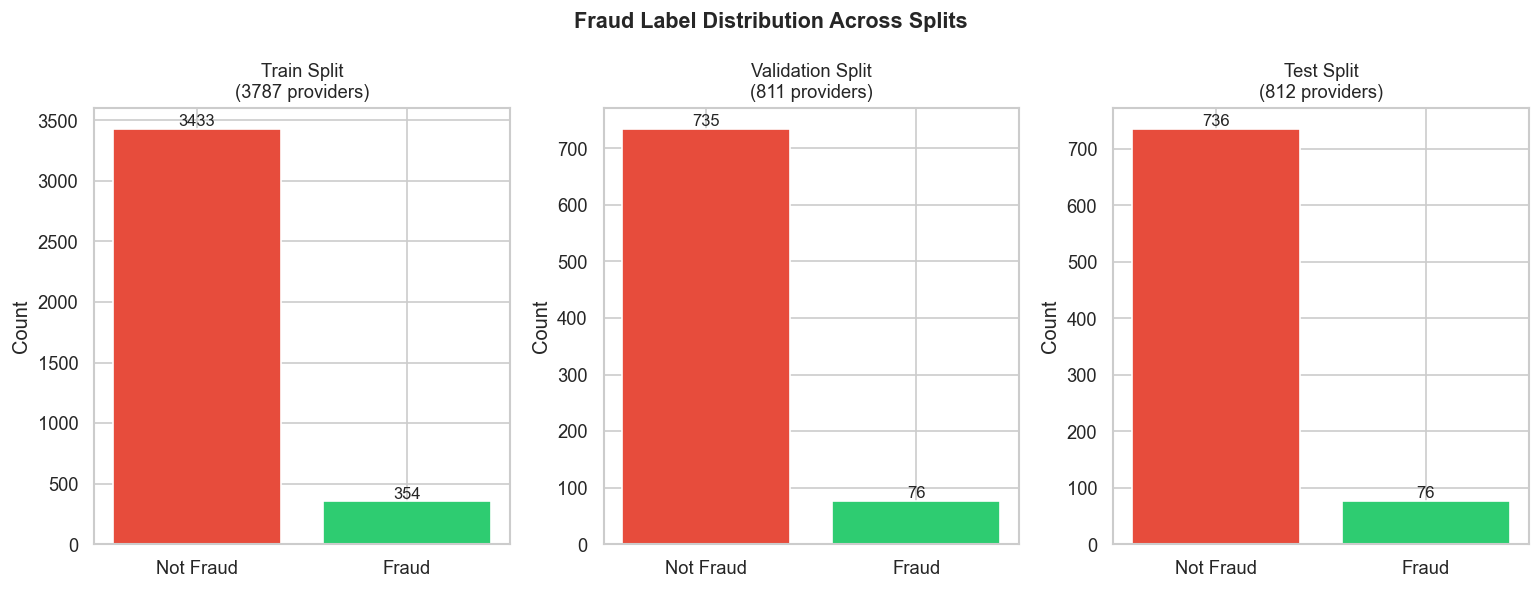 Fraud Label Distribution Across Splits
Train Split
(3787 providers)
Count
3500
3000
2500
2000
1500
1000
500
0
3433
354
Not Fraud
Fraud
Validation Split
(811 providers)
Count
700
600
500
400
300
200
100
0
735
76
Not Fraud
Fraud
Test Split
(812 providers)
Count
700
600
500
400
300
200
100
0
736
76
Not Fraud
Fraud